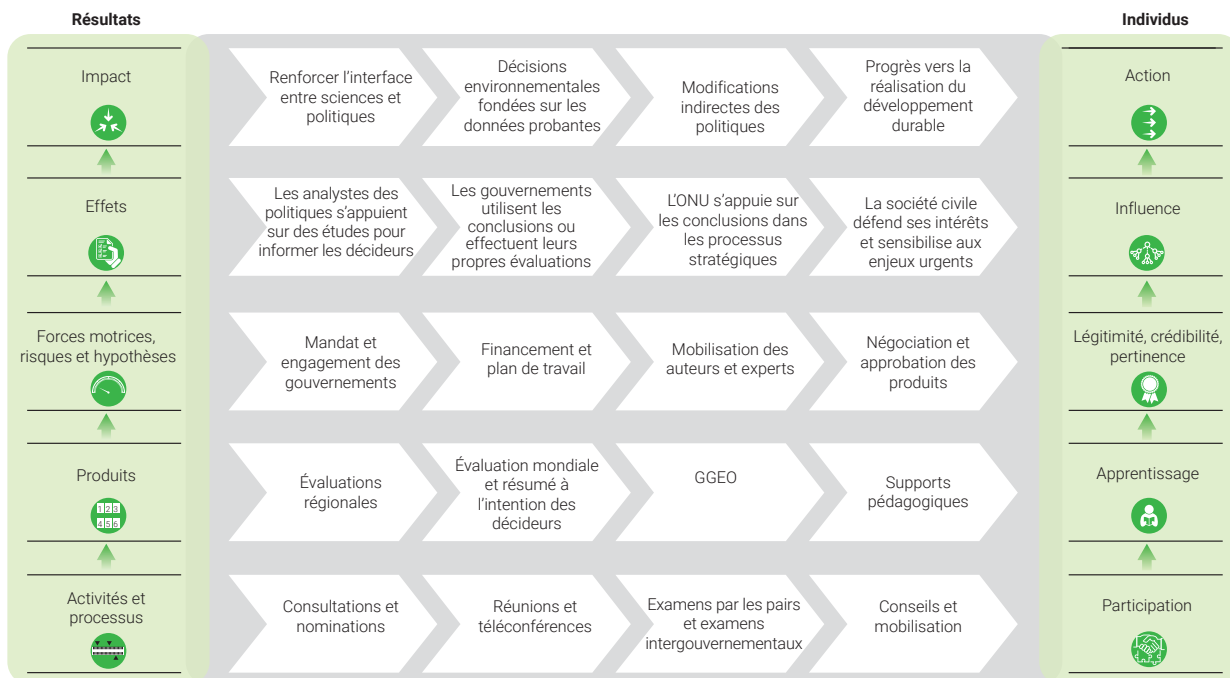 Résultats
Individus
Impact
Renforcer l’interface
entre sciences et
politiques
Décisions
environnementales
fondées sur les
données probantes
Modifications
indirectes des
politiques
Progrès vers la
réalisation du
développement
durable
Action
Effets
Les analystes des
politiques s’appuient
sur des études pour
informer les décideurs
Les gouvernements
utilisent les
conclusions ou
effectuent leurs
propres évaluations
L’ONU s’appuie sur
les conclusions dans
les processus
stratégiques
La société civile
défend ses intérêts
et sensibilise aux
enjeux urgents
Influence
Forces motrices,
risques et hypothèses
Mandat et
engagement des
gouvernements
Financement et
plan de travail
Mobilisation des
auteurs et experts
Négociation et
approbation des
produits
Légitimité, crédibilité,
pertinence
Produits
1 2 3
4 5 6
Évaluations
régionales
Évaluation mondiale
et résumé à
l’intention des
décideurs
GGEO
Supports
pédagogiques
Apprentissage
Activités et
processus
Consultations et
nominations
Réunions et
téléconférences
Examens par les pairs
et examens
intergouvernementaux
Conseils et
mobilisation
Participation